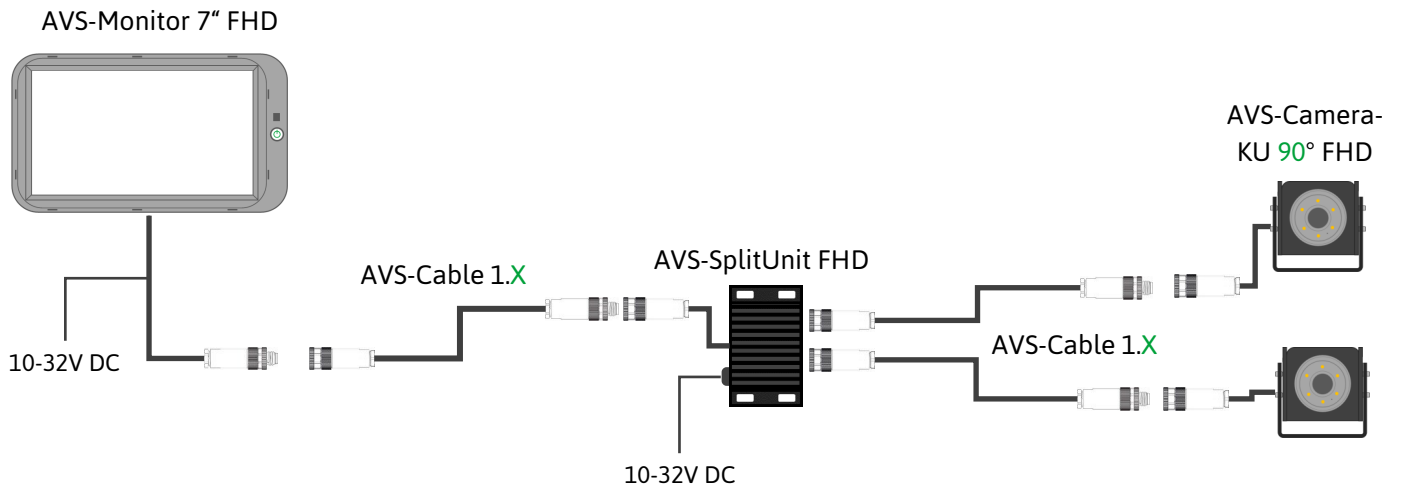 AVS-Monitor 7“ FHD
AVS-Camera-
KU 90° FHD
AVS-SplitUnit FHD
AVS-Cable 1.X
AVS-Cable 1.X
10-32V DC
10-32V DC